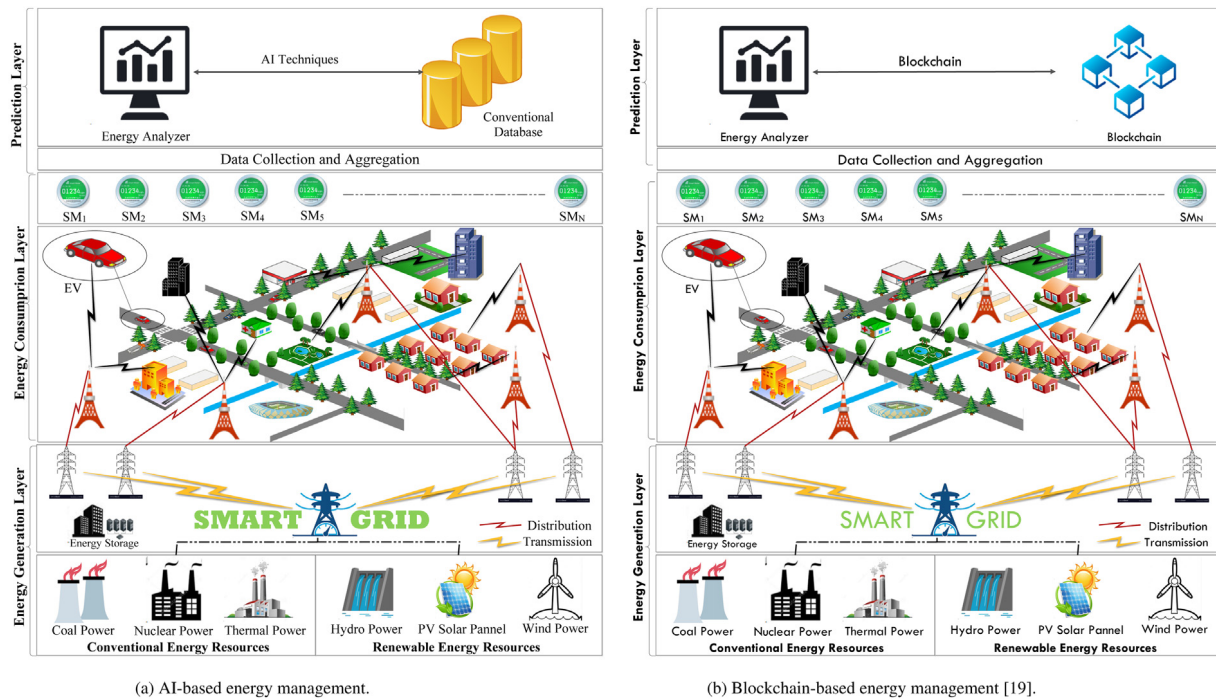 Prediction Layer
AI Techniques
Energy Analyzer
Conventional
Database
Data Collection and Aggregation
Energy Consumprion Layer
SM1 SM2 SM3 SM4 SM5 SMN
EV
Energy Generation Layer
SMART GRID
Energy Storage
Distribution
Transmission
Coal Power Nuclear Power Thermal Power Hydro Power PV Solar Pannel Wind Power
Conventional Energy Resources Renewable Energy Resources
(a) AI-based energy management.
Prediction Layer
Blockchain
Energy Analyzer Blockchain
Data Collection and Aggregation
Energy Consumprion Layer
SM1 SM2 SM3 SM4 SM5 SMN
EV
Energy Generation Layer
SMART GRID
Energy Storage
Distribution
Transmission
Coal Power Nuclear Power Thermal Power Hydro Power PV Solar Pannel Wind Power
Conventional Energy Resources Renewable Energy Resources
(b) Blockchain-based energy management [19].